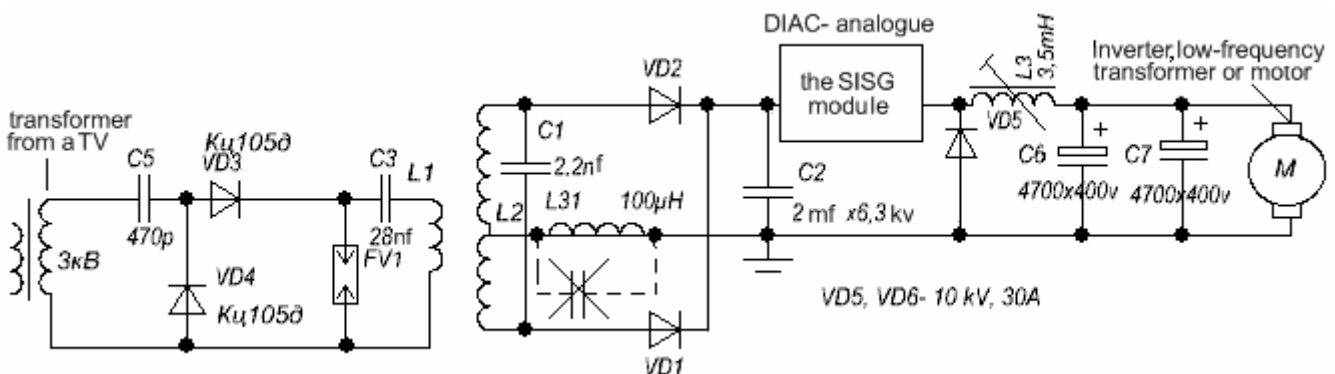 DIAC- analogue
the SISG
module
L3
3,5mH
Inverter,low-frequency
transformer or motor
transformer
from a TV
C5
470p
3кВ
Кц105д
VD3
VD4
Кц105д
C3
28nf
FV1
L1
L2
C1
2,2nf
L31
100µH
VD2
VD1
C2
2 mf x6,3 kv
VD5
C6
4700x400v
C7
4700x400v
M
VD5, VD6- 10 kV, 30A